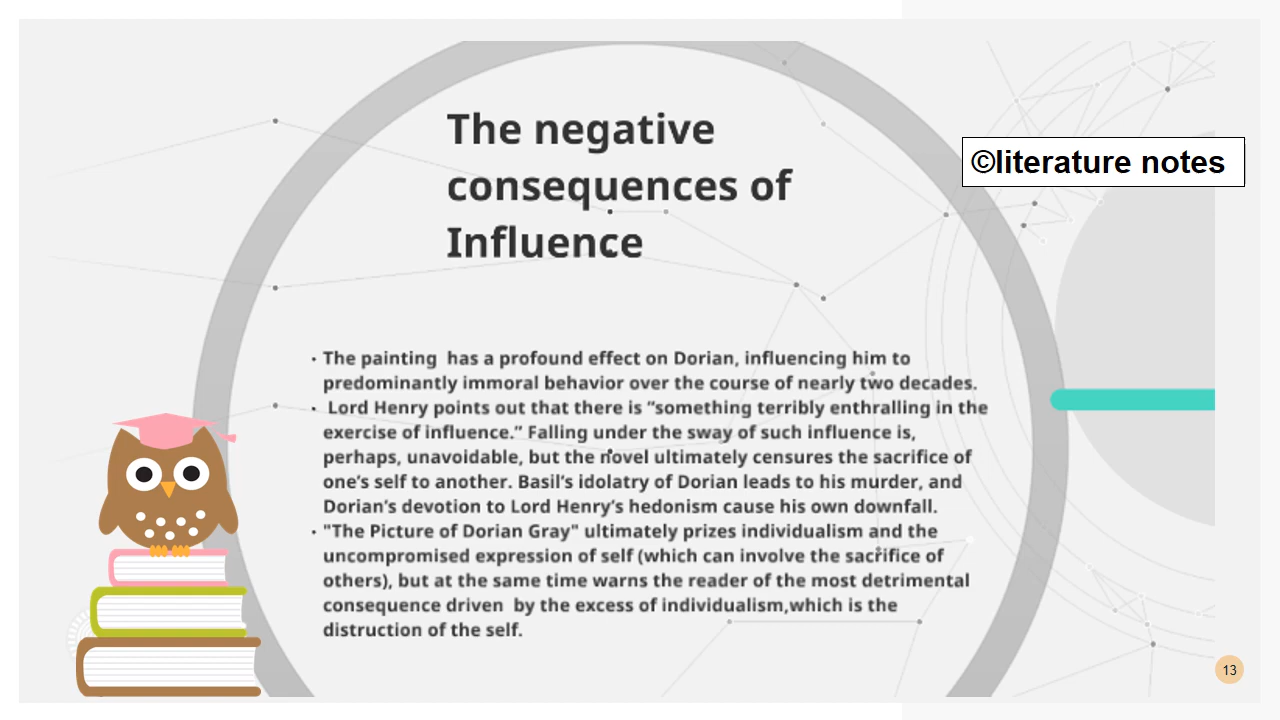 The negative
consequences of
Influence
©literature notes
· The painting  has a profound effect on Dorian, influencing him to
predominantly immoral behavior over the course of nearly two decades.
·  Lord Henry points out that there is “something terribly enthralling in the
exercise of influence.” Falling under the sway of such influence is,
perhaps, unavoidable, but the novel ultimately censures the sacrifice of
one’s self to another. Basil’s idolatry of Dorian leads to his murder, and
Dorian’s devotion to Lord Henry’s hedonism cause his own downfall.
· "The Picture of Dorian Gray" ultimately prizes individualism and the
uncompromised expression of self (which can involve the sacrifice of
others), but at the same time warns the reader of the most detrimental
consequence driven  by the excess of individualism,which is the
distruction of the self.
13